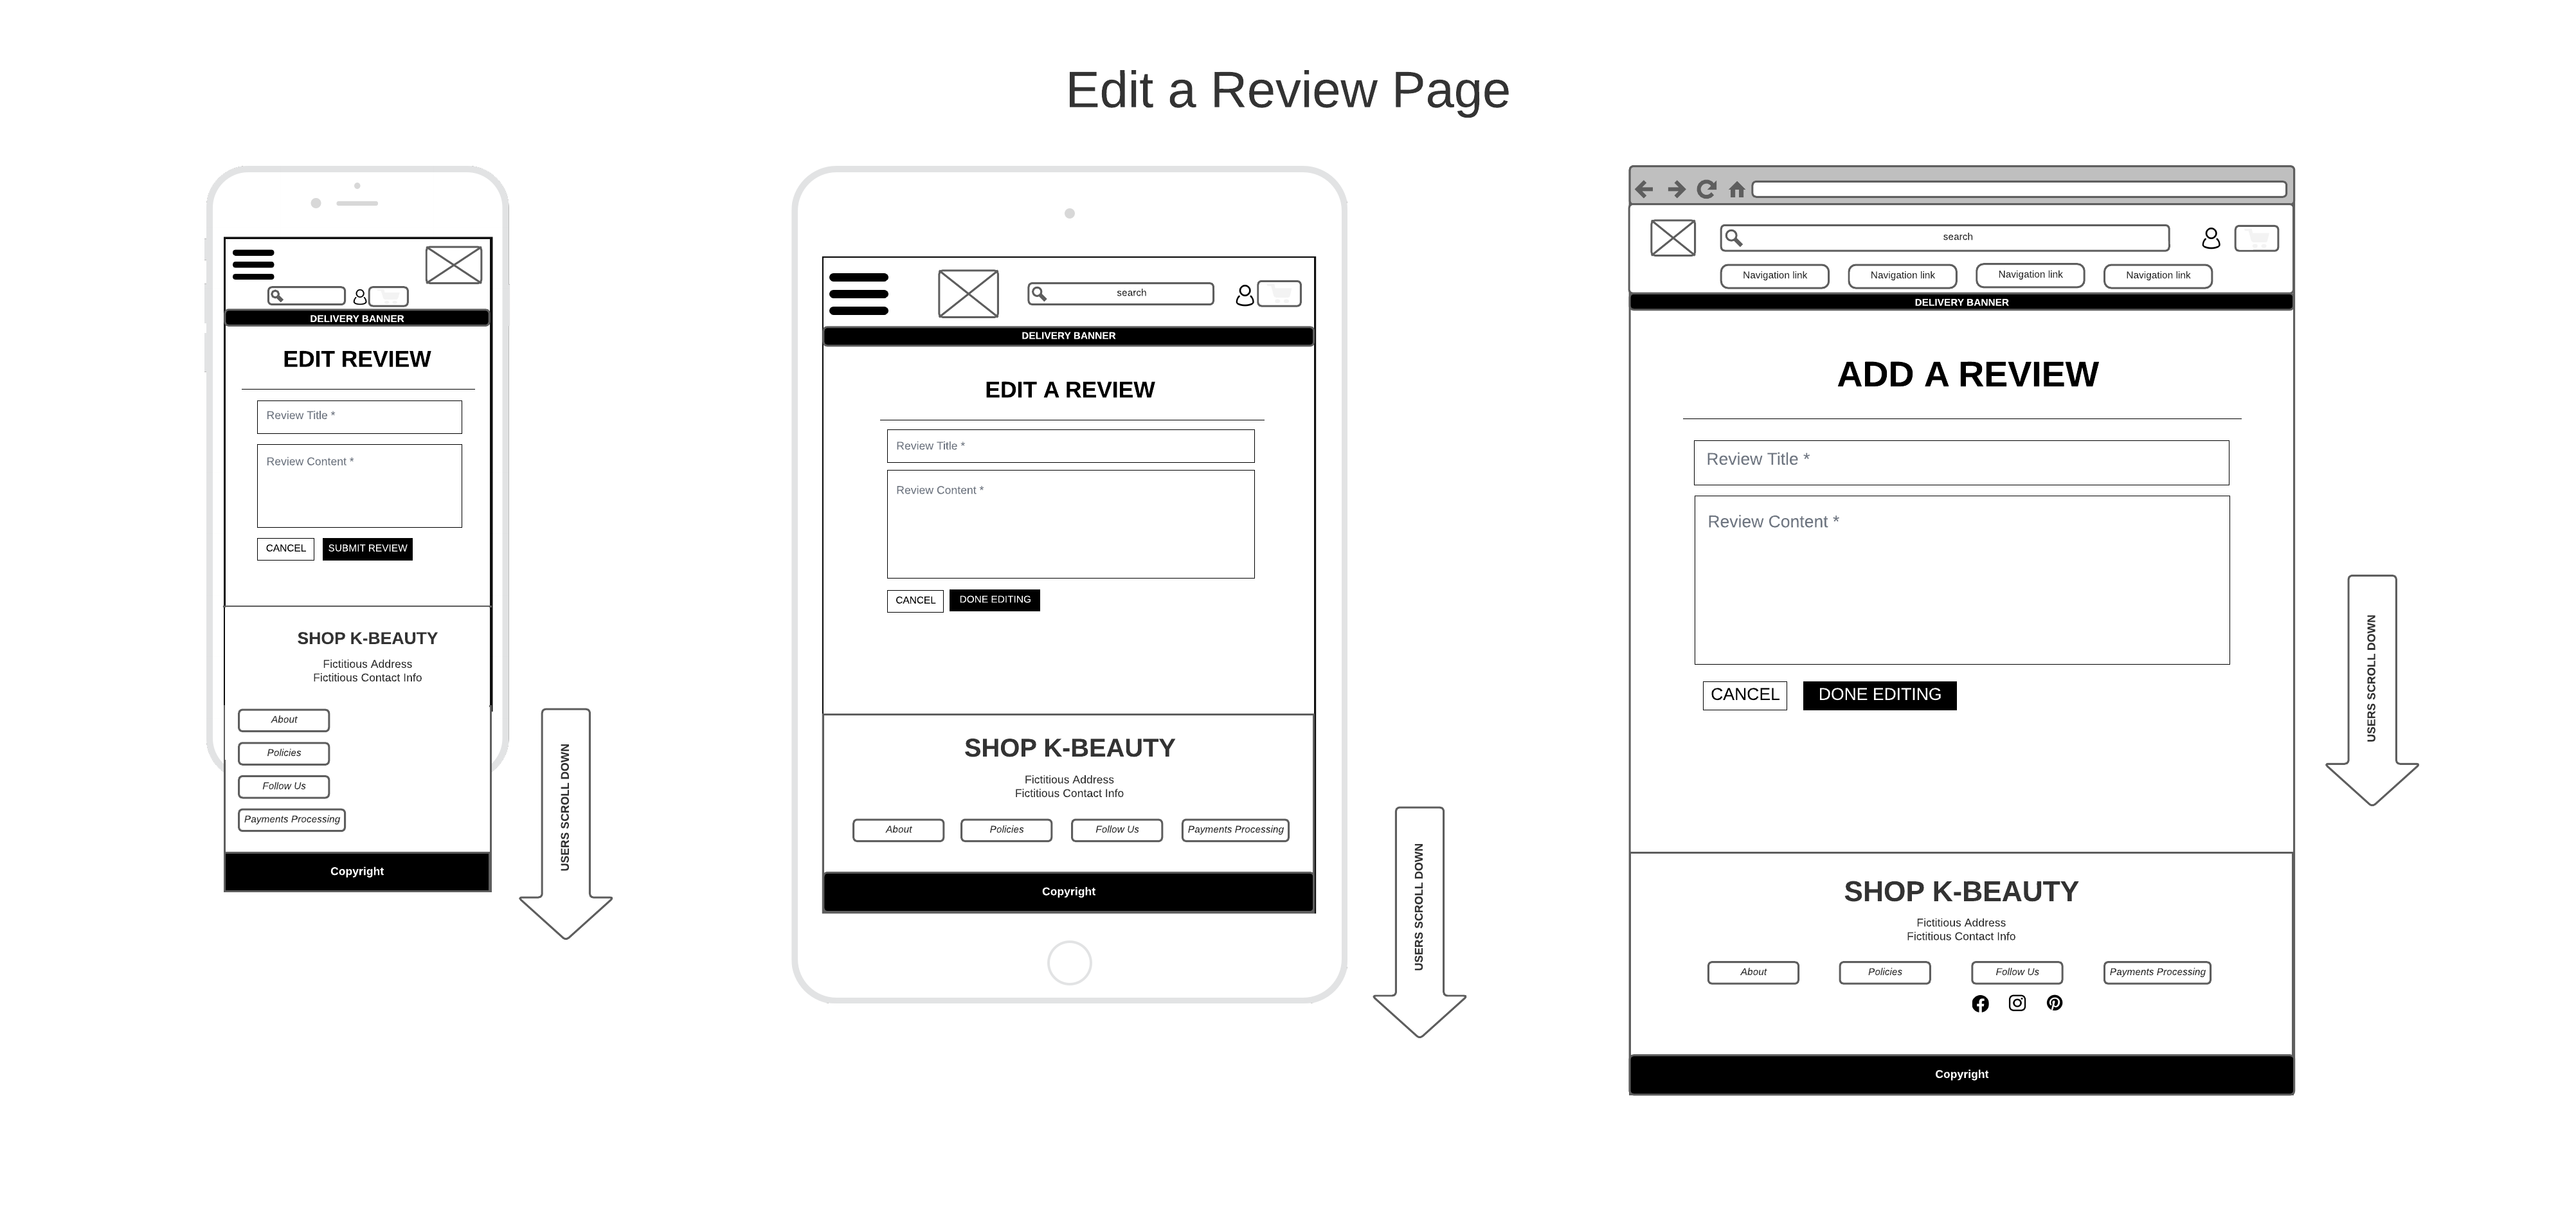 Edit a Review Page
DELIVERY BANNER
EDIT REVIEW
Review Title *
Review Content *
CANCEL
SUBMIT REVIEW
SHOP K-BEAUTY
Fictitious Address
Fictitious Contact Info
About
Policies
Follow Us
Payments Processing
Copyright
USERS SCROLL DOWN
search
DELIVERY BANNER
EDIT A REVIEW
Review Title *
Review Content *
CANCEL
DONE EDITING
SHOP K-BEAUTY
Fictitious Address
Fictitious Contact Info
About
Policies
Follow Us
Payments Processing
Copyright
USERS SCROLL DOWN
search
Navigation link
Navigation link
Navigation link
Navigation link
DELIVERY BANNER
ADD A REVIEW
Review Title *
Review Content *
CANCEL
DONE EDITING
SHOP K-BEAUTY
Fictitious Address
Fictitious Contact Info
About
Policies
Follow Us
Payments Processing
Copyright
USERS SCROLL DOWN